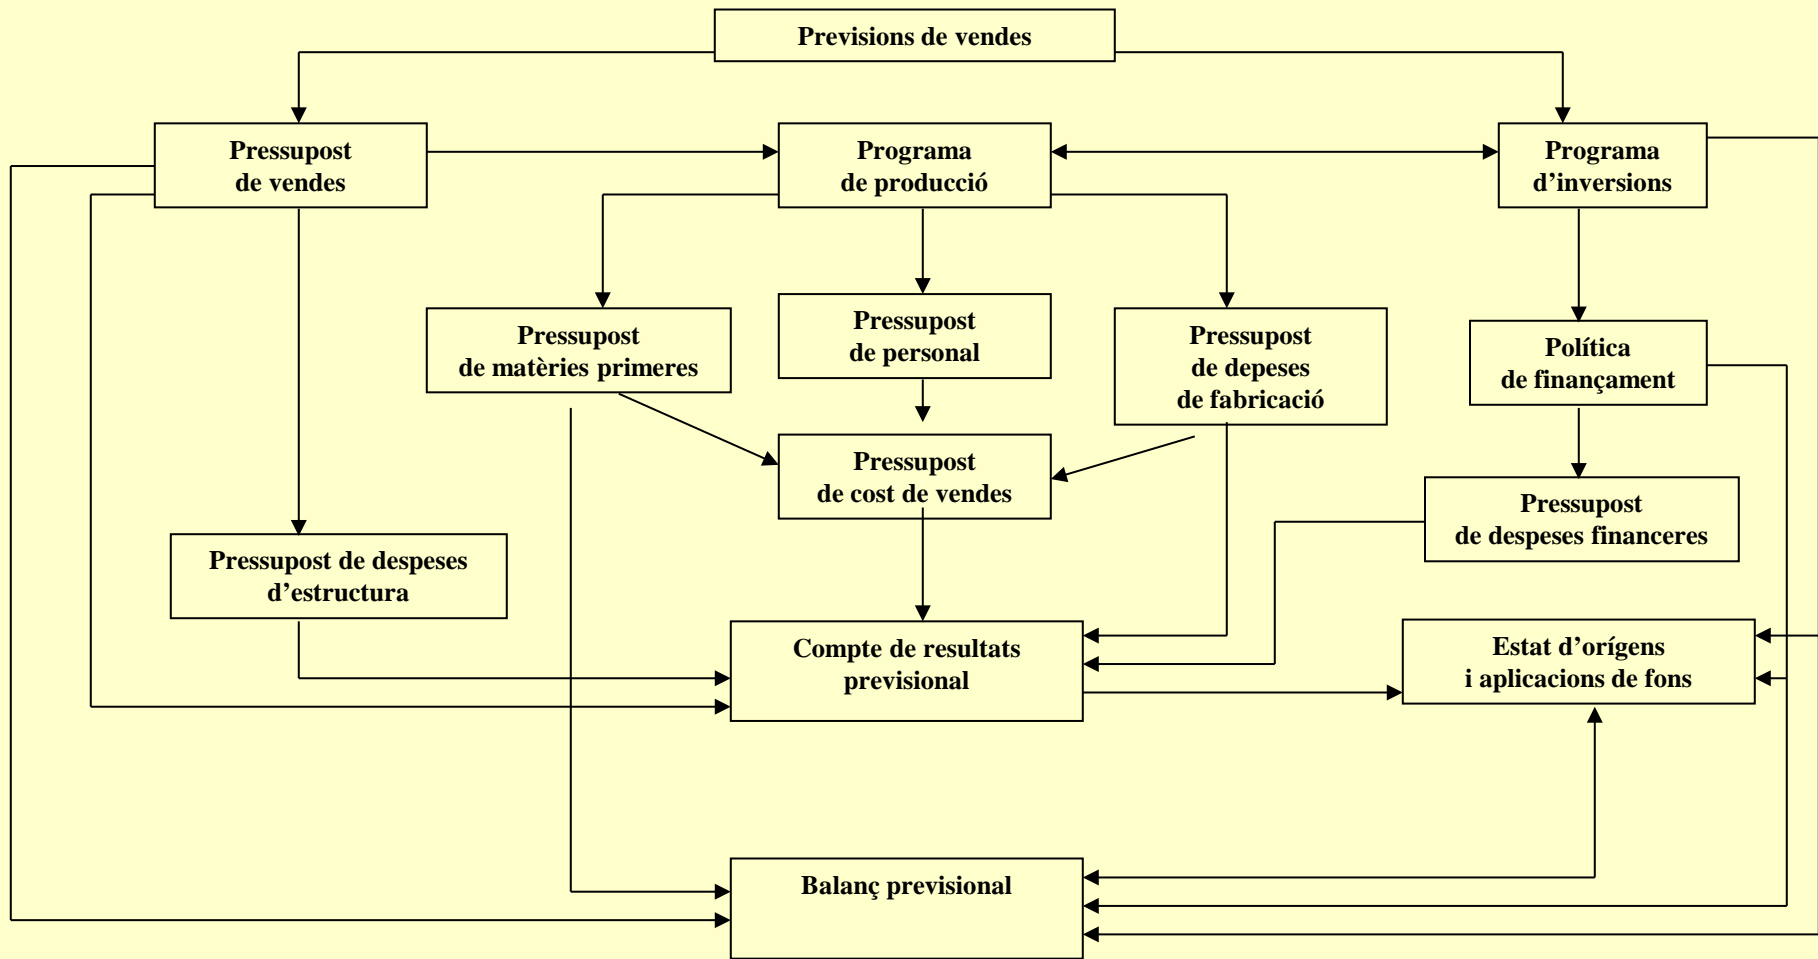 Previsions de vendes
Pressupost
de vendes
Programa
de producció
Programa
d’inversions
Pressupost
de matèries primeres
Pressupost
de personal
Pressupost
de depeses
de fabricació
Política
de finançament
Pressupost
de cost de vendes
Pressupost
de despeses financeres
Pressupost de despeses
d’estructura
Compte de resultats
previsional
Estat d’orígens
i aplicacions de fons
Balanç previsional